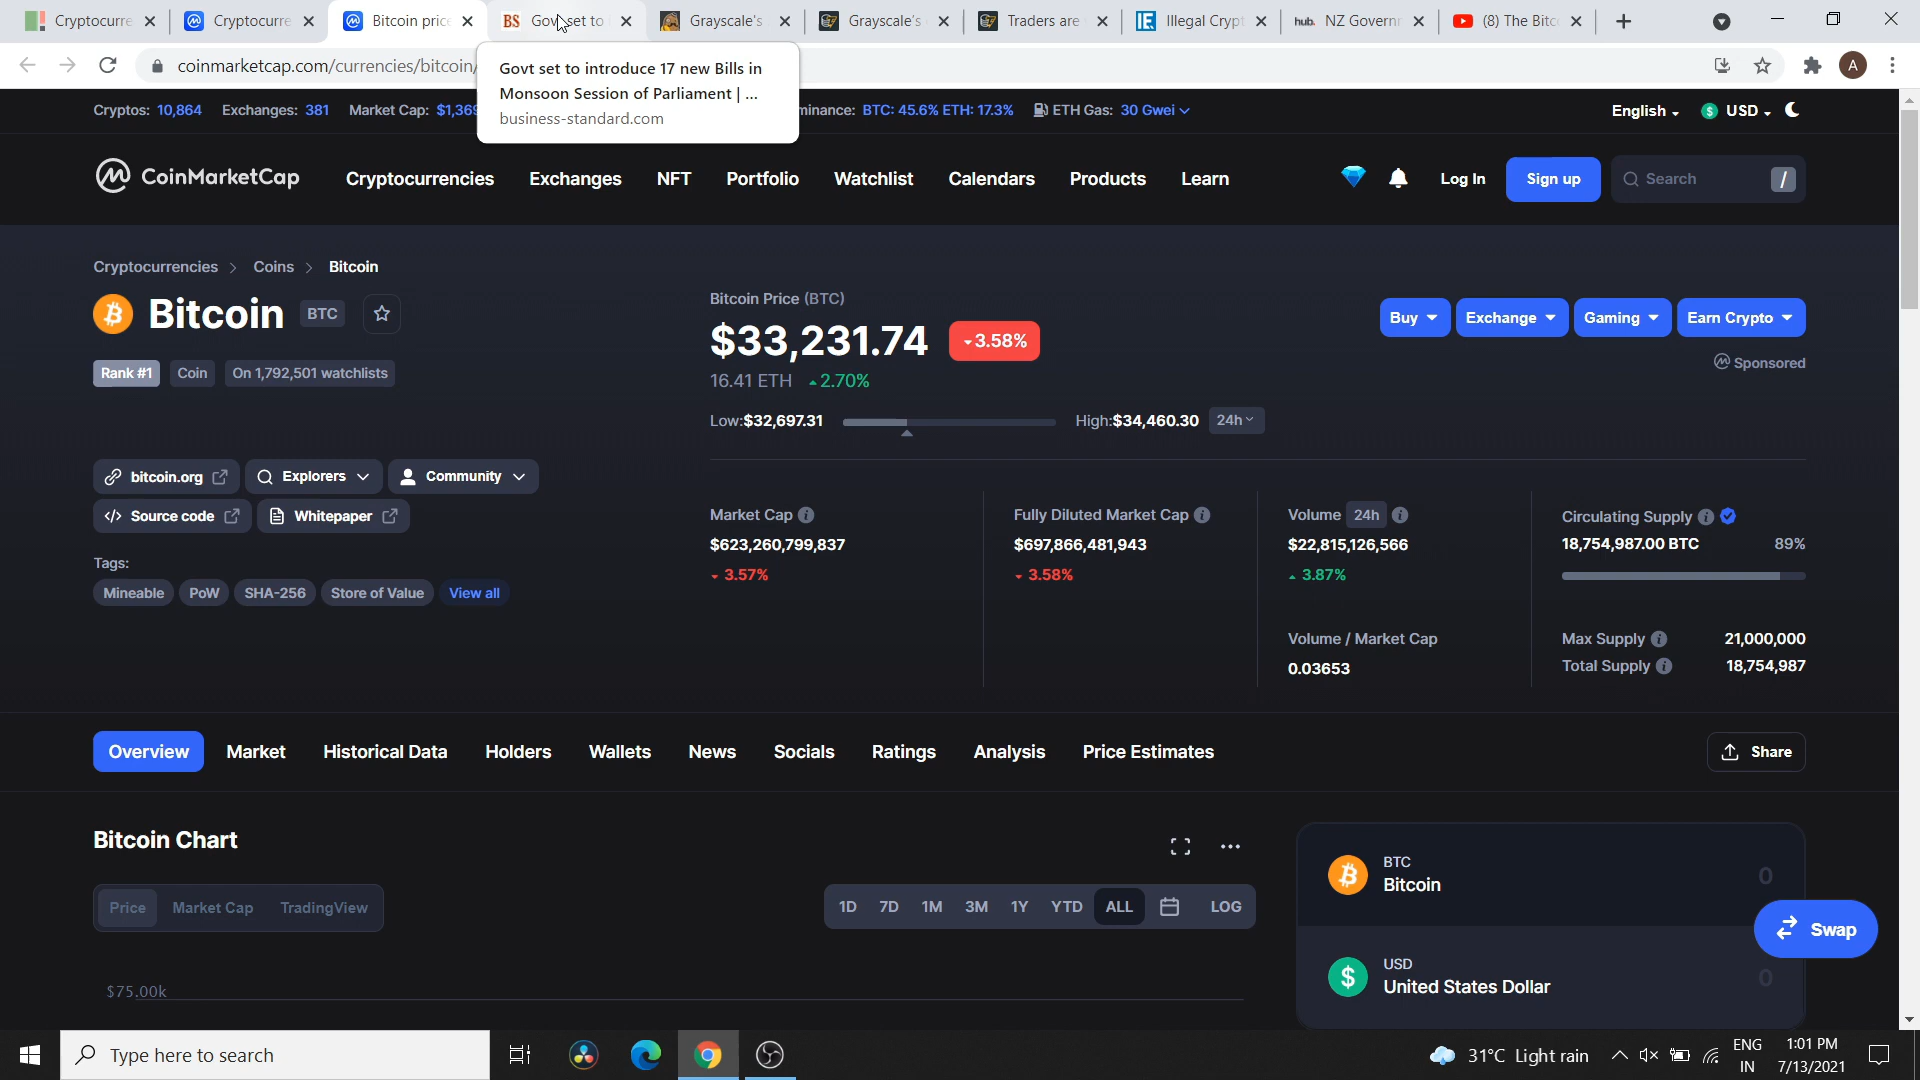 Cryptocurre
Cryptocurre
Bitcoin price
BS Govt set to
Grayscale's
Grayscale's
Traders are
IE Illegal Crypt
hub. NZ Governm
(8) The Bitc
coinmarketcap.com/currencies/bitcoin/
A
Govt set to introduce 17 new Bills in
Monsoon Session of Parliament | ...
business-standard.com
Cryptos: 10,864 Exchanges: 381 Market Cap: $1,369 minance: BTC: 45.6% ETH: 17.3% ETH Gas: 30 Gwei
English $ USD
CoinMarketCap
Cryptocurrencies Exchanges NFT Portfolio Watchlist Calendars Products Learn
Log In Sign up Search /
Cryptocurrencies > Coins > Bitcoin
Bitcoin BTC
Rank #1 Coin On 1,792,501 watchlists
bitcoin.org Explorers Community
Source code Whitepaper
Tags:
Mineable PoW SHA-256 Store of Value View all
Bitcoin Price (BTC)
$33,231.74 3.58%
16.41 ETH 2.70%
Low:$32,697.31 High:$34,460.30 24h
Buy Exchange Gaming Earn Crypto
Sponsored
Market Cap
$623,260,799,837
3.57%
Fully Diluted Market Cap
$697,866,481,943
3.58%
Volume 24h
$22,815,126,566
3.87%
Volume / Market Cap
0.03653
Circulating Supply
18,754,987.00 BTC 89%
Max Supply 21,000,000
Total Supply 18,754,987
Overview Market Historical Data Holders Wallets News Socials Ratings Analysis Price Estimates
Share
Bitcoin Chart
Price Market Cap TradingView
1D 7D 1M 3M 1Y YTD ALL LOG
$75.00k
BTC
Bitcoin 0
USD
United States Dollar 0
Swap
Type here to search
31°C Light rain
ENG
IN
1:01 PM
7/13/2021